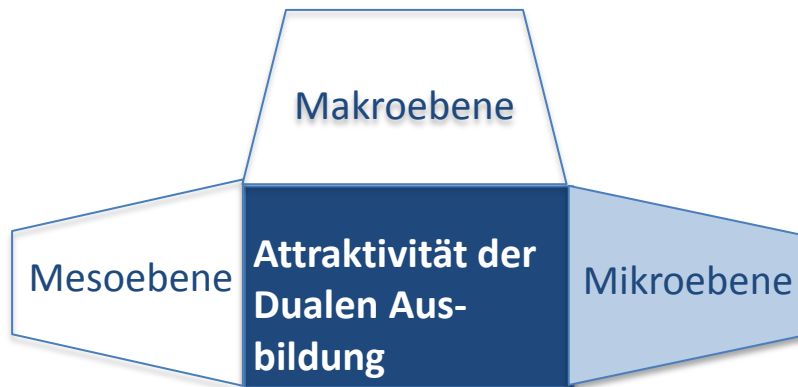 Makroebene
Mesoebene
Attraktivität der
Dualen Aus-
bildung
Mikroebene